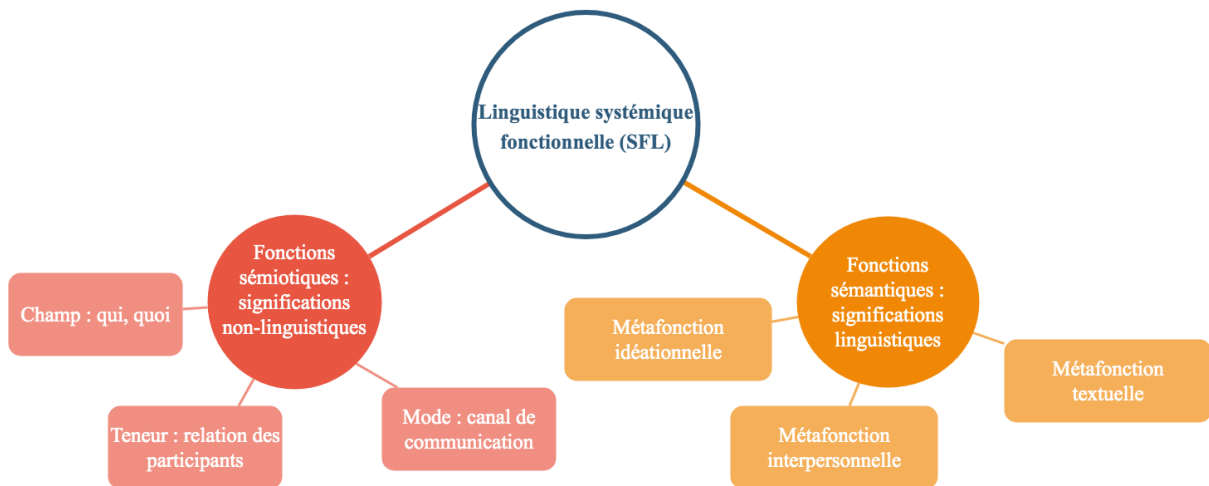 Linguistique systémique
fonctionnelle (SFL)
Fonctions
sémiotiques :
significations
non-linguistiques
Champ : qui, quoi
Teneur : relation des
participants
Mode : canal de
communication
Fonctions
sémantiques :
significations
linguistiques
Métafonction
idéationnelle
Métafonction
interpersonnelle
Métafonction
textuelle